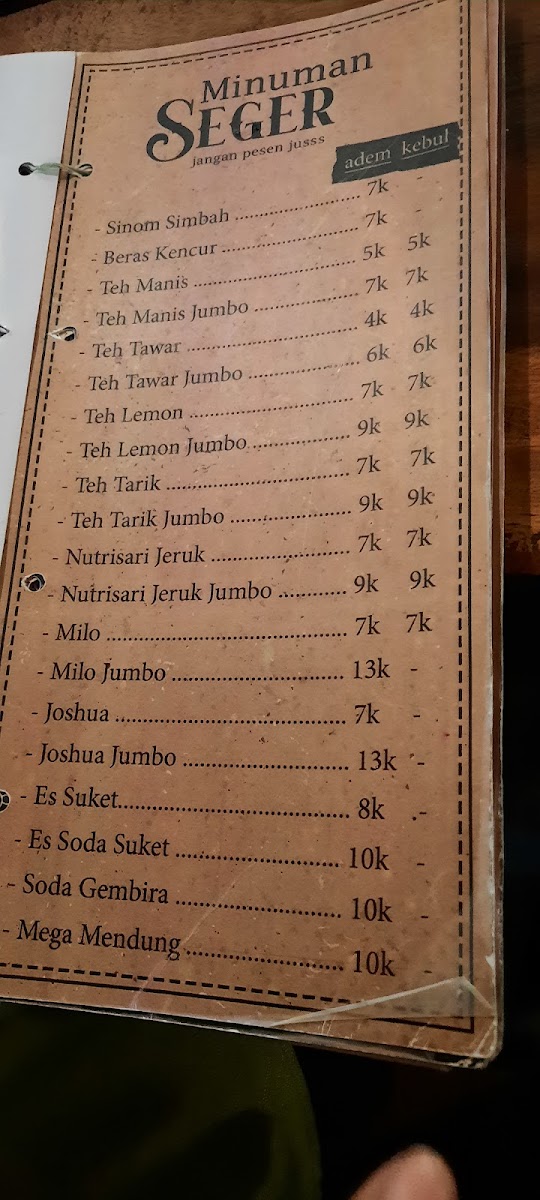 Minuman
SEGER
jangan pesen jusss
adem kebul
- Sinom Simbah ........................ 7k -
- Beras Kencur .......................... 7k -
- Teh Manis ............................... 5k 5k
- Teh Manis Jumbo .................... 7k 7k
- Teh Tawar ............................... 4k 4k
- Teh Tawar Jumbo .................... 6k 6k
- Teh Lemon .............................. 7k 7k
- Teh Lemon Jumbo ................... 9k 9k
- Teh Tarik ................................ 7k 7k
- Teh Tarik Jumbo ..................... 9k 9k
- Nutrisari Jeruk ........................ 7k 7k
- Nutrisari Jeruk Jumbo ............ 9k 9k
- Milo ........................................ 7k 7k
- Milo Jumbo ............................ 13k -
- Joshua ..................................... 7k -
- Joshua Jumbo ......................... 13k -
- Es Suket................................... 8k -
- Es Soda Suket ......................... 10k -
- Soda Gembira ......................... 10k -
- Mega Mendung ....................... 10k -